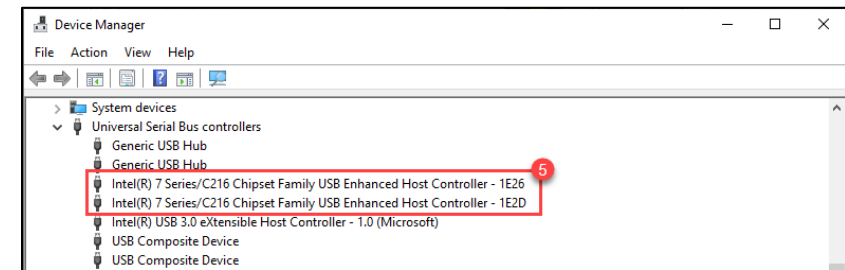 Device Manager
File Action View Help
System devices
Universal Serial Bus controllers
Generic USB Hub
Generic USB Hub
5
Intel(R) 7 Series/C216 Chipset Family USB Enhanced Host Controller - 1E26
Intel(R) 7 Series/C216 Chipset Family USB Enhanced Host Controller - 1E2D
Intel(R) USB 3.0 eXtensible Host Controller - 1.0 (Microsoft)
USB Composite Device
USB Composite Device